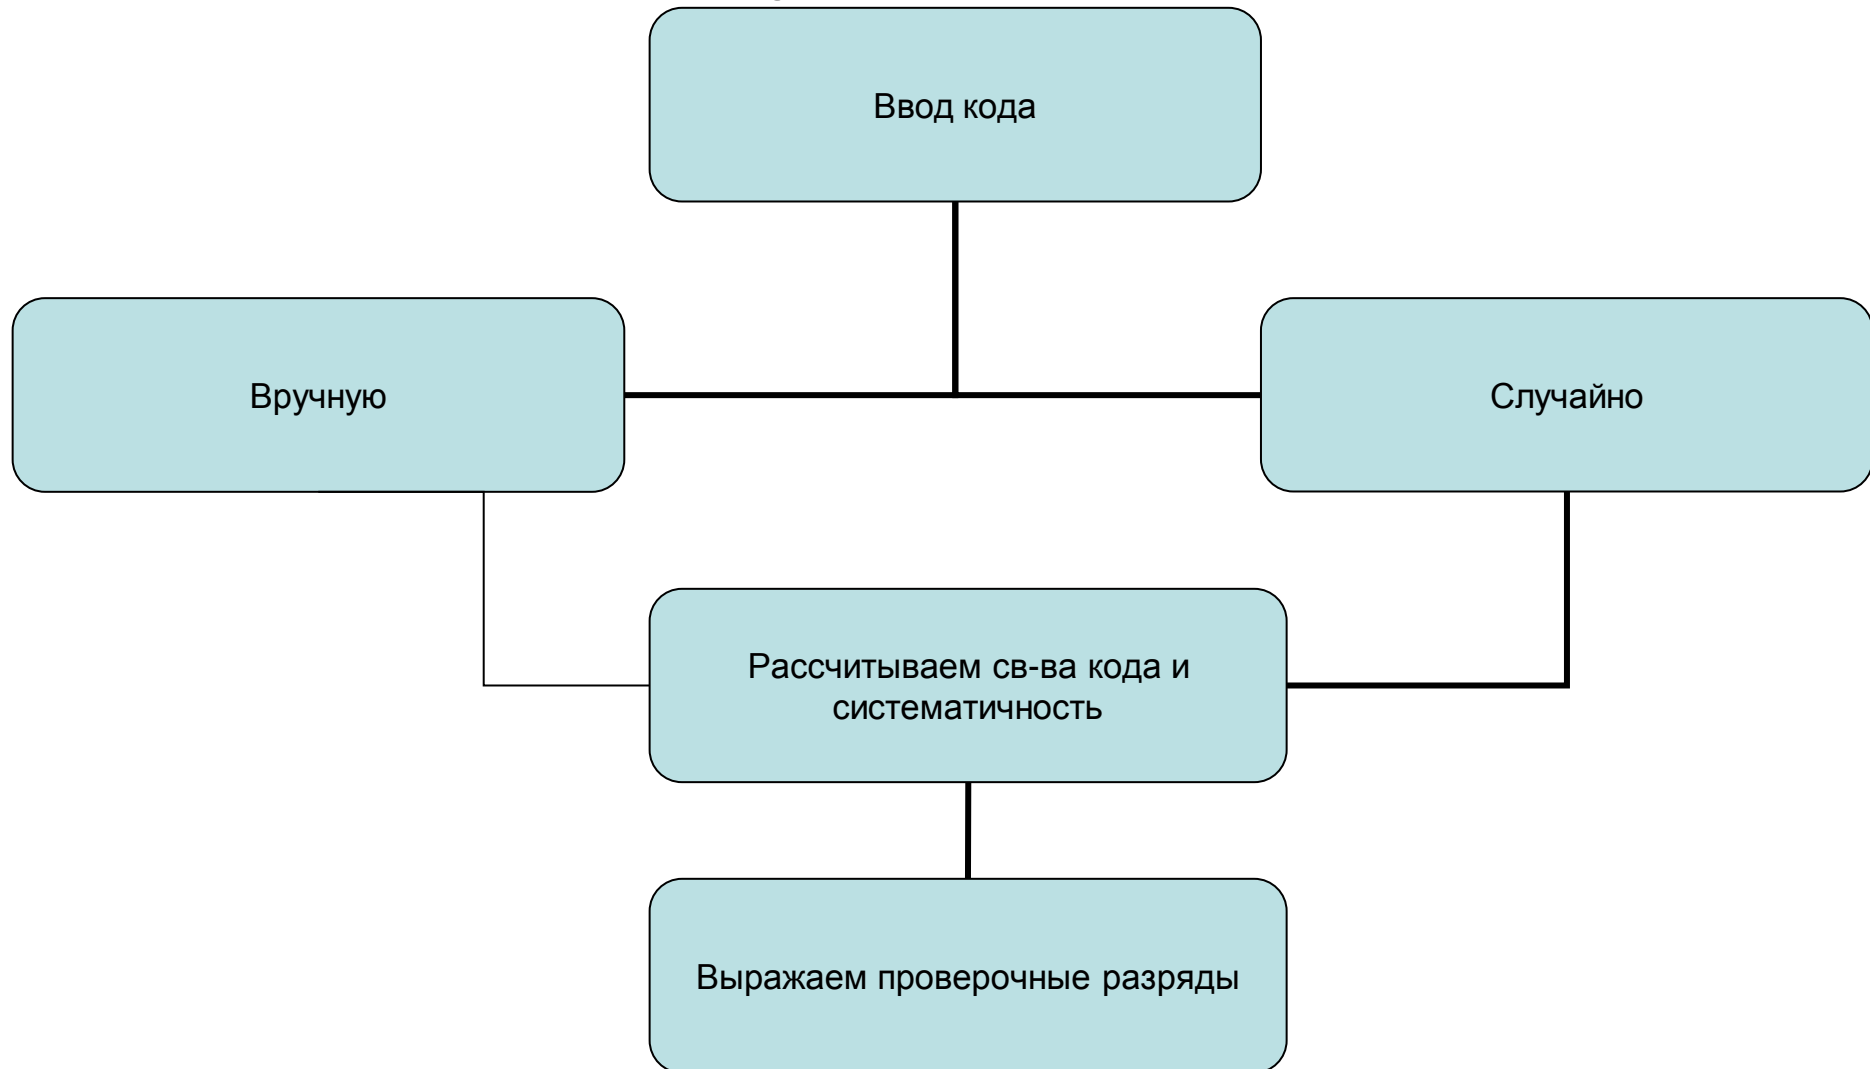 Ввод кода
Вручную
Случайно
Рассчитываем св-ва кода и
систематичность
Выражаем проверочные разряды